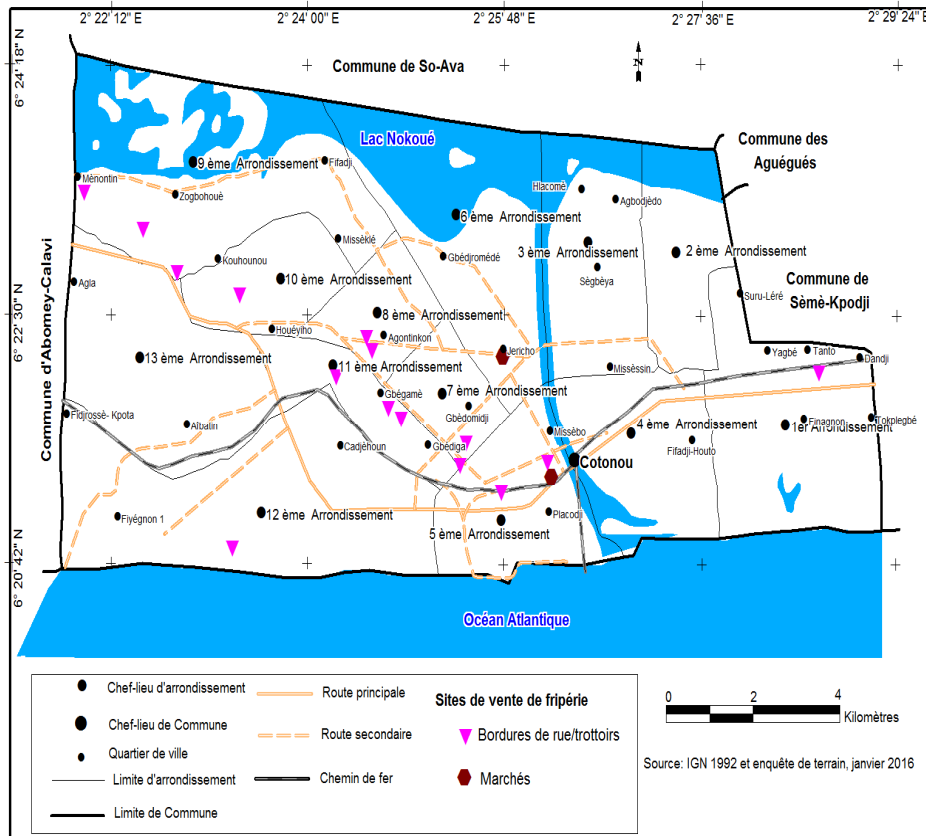 2° 22'12" E
2° 24'00" E
2° 25'48" E
2° 27'36" E
2° 29'24" E
6° 24'18" N
6° 22'30" N
6° 20'42" N
Commune de So-Ava
N
Lac Nokoué
Commune des
Aguégués
9 ème Arrondissement
Fifadji
Mènontin
Zogbohouè
Hlacomè
Agbodjèdo
6 ème Arrondissement
3 ème Arrondissement
2 ème Arrondissement
Missèklé
Gbédjromédé
Kouhounou
Sègbèya
Commune de
Sèmè-Kpodji
Commune d'Abomey-Calavi
Agla
10 ème Arrondissement
Suru-Léré
8 ème Arrondissement
Houéyiho
Agontinkon
Jericho
Yagbé
Tanto
Dandji
13 ème Arrondissement
11 ème Arrondissement
Missèssin
Gbégamè
7 ème Arrondissement
Gbèdomidji
Fidjrossè- Kpota
Albatin
Cadjèhoun
Gbédiga
Missèbo
4 ème Arrondissement
Fifadji-Houto
Finagnon
1er Arrondissement
Tokplegbé
Cotonou
Fiyégnon 1
12 ème Arrondissement
5 ème Arrondissement
Placodji
Océan Atlantique
Chef-lieu d'arrondissement
Chef-lieu de Commune
Quartier de ville
Limite d'arrondissement
Limite de Commune
Route principale
Route secondaire
Chemin de fer
Sites de vente de fripérie
Bordures de rue/trottoirs
Marchés
0 2 4
Kilomètres
Source: IGN 1992 et enquête de terrain, janvier 2016